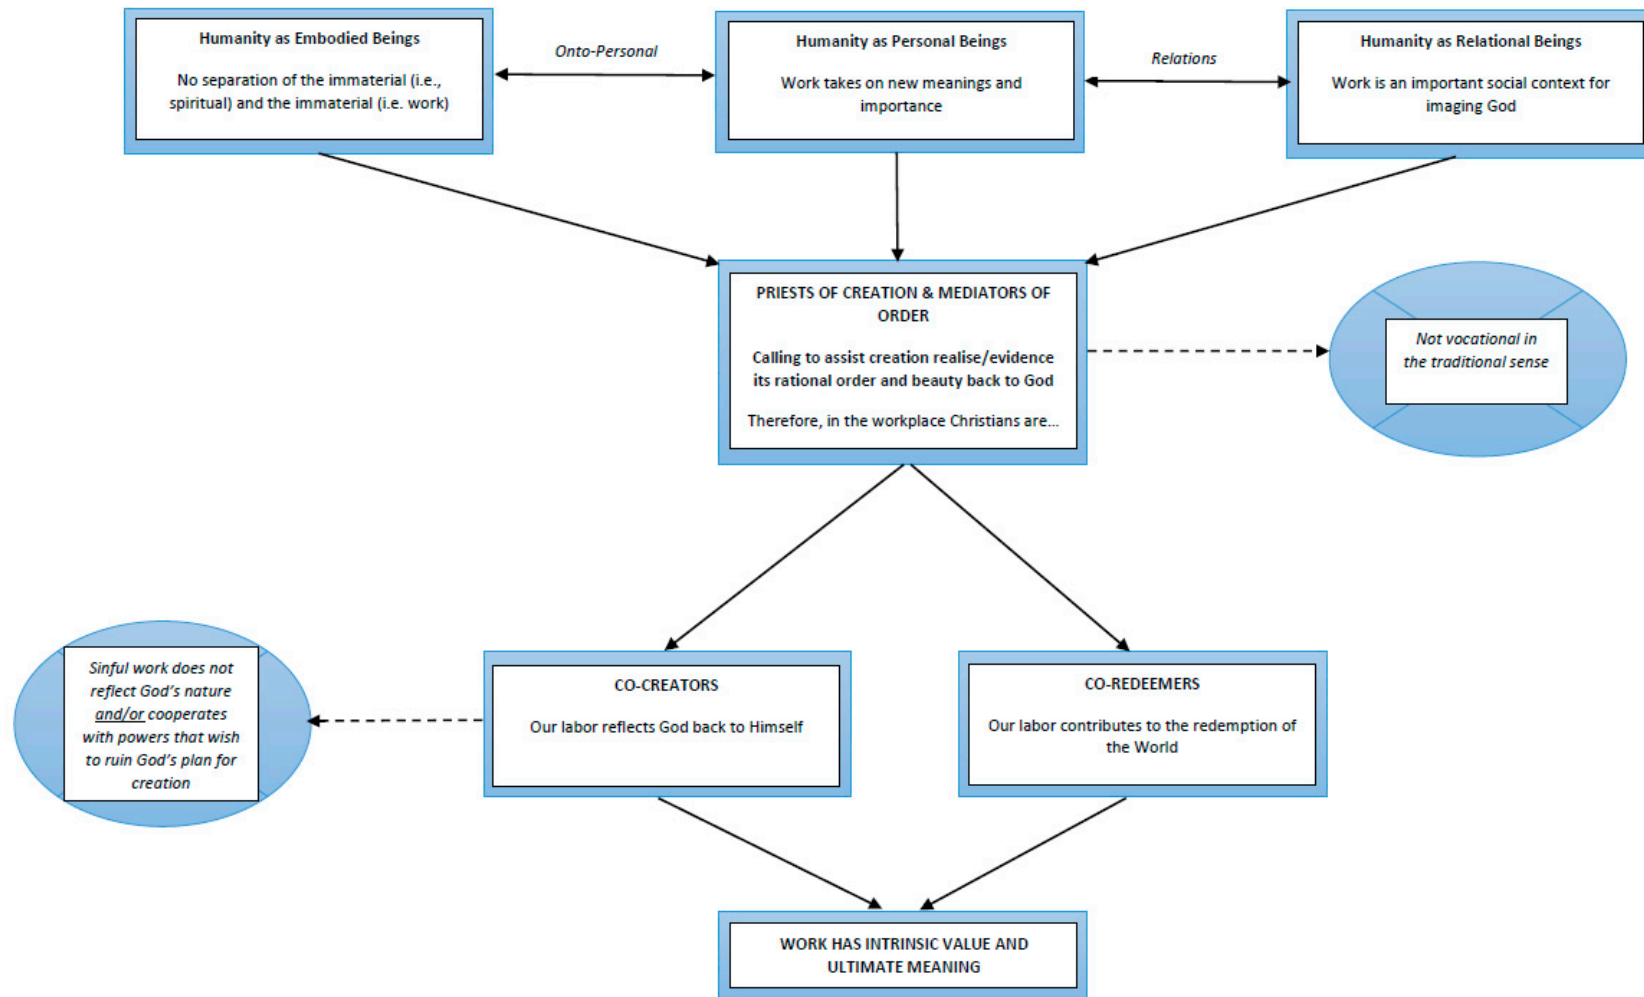 Humanity as Embodied Beings
No separation of the immaterial (i.e.,
spiritual) and the immaterial (i.e. work)
Onto-Personal
Humanity as Personal Beings
Work takes on new meanings and
importance
Relations
Humanity as Relational Beings
Work is an important social context for
imaging God
PRIESTS OF CREATION & MEDIATORS OF
ORDER
Calling to assist creation realise/evidence
its rational order and beauty back to God
Therefore, in the workplace Christians are...
Not vocational in
the traditional sense
Sinful work does not
reflect God's nature
and/or cooperates
with powers that wish
to ruin God's plan for
creation
CO-CREATORS
Our labor reflects God back to Himself
CO-REDEEMERS
Our labor contributes to the redemption of
the World
WORK HAS INTRINSIC VALUE AND
ULTIMATE MEANING